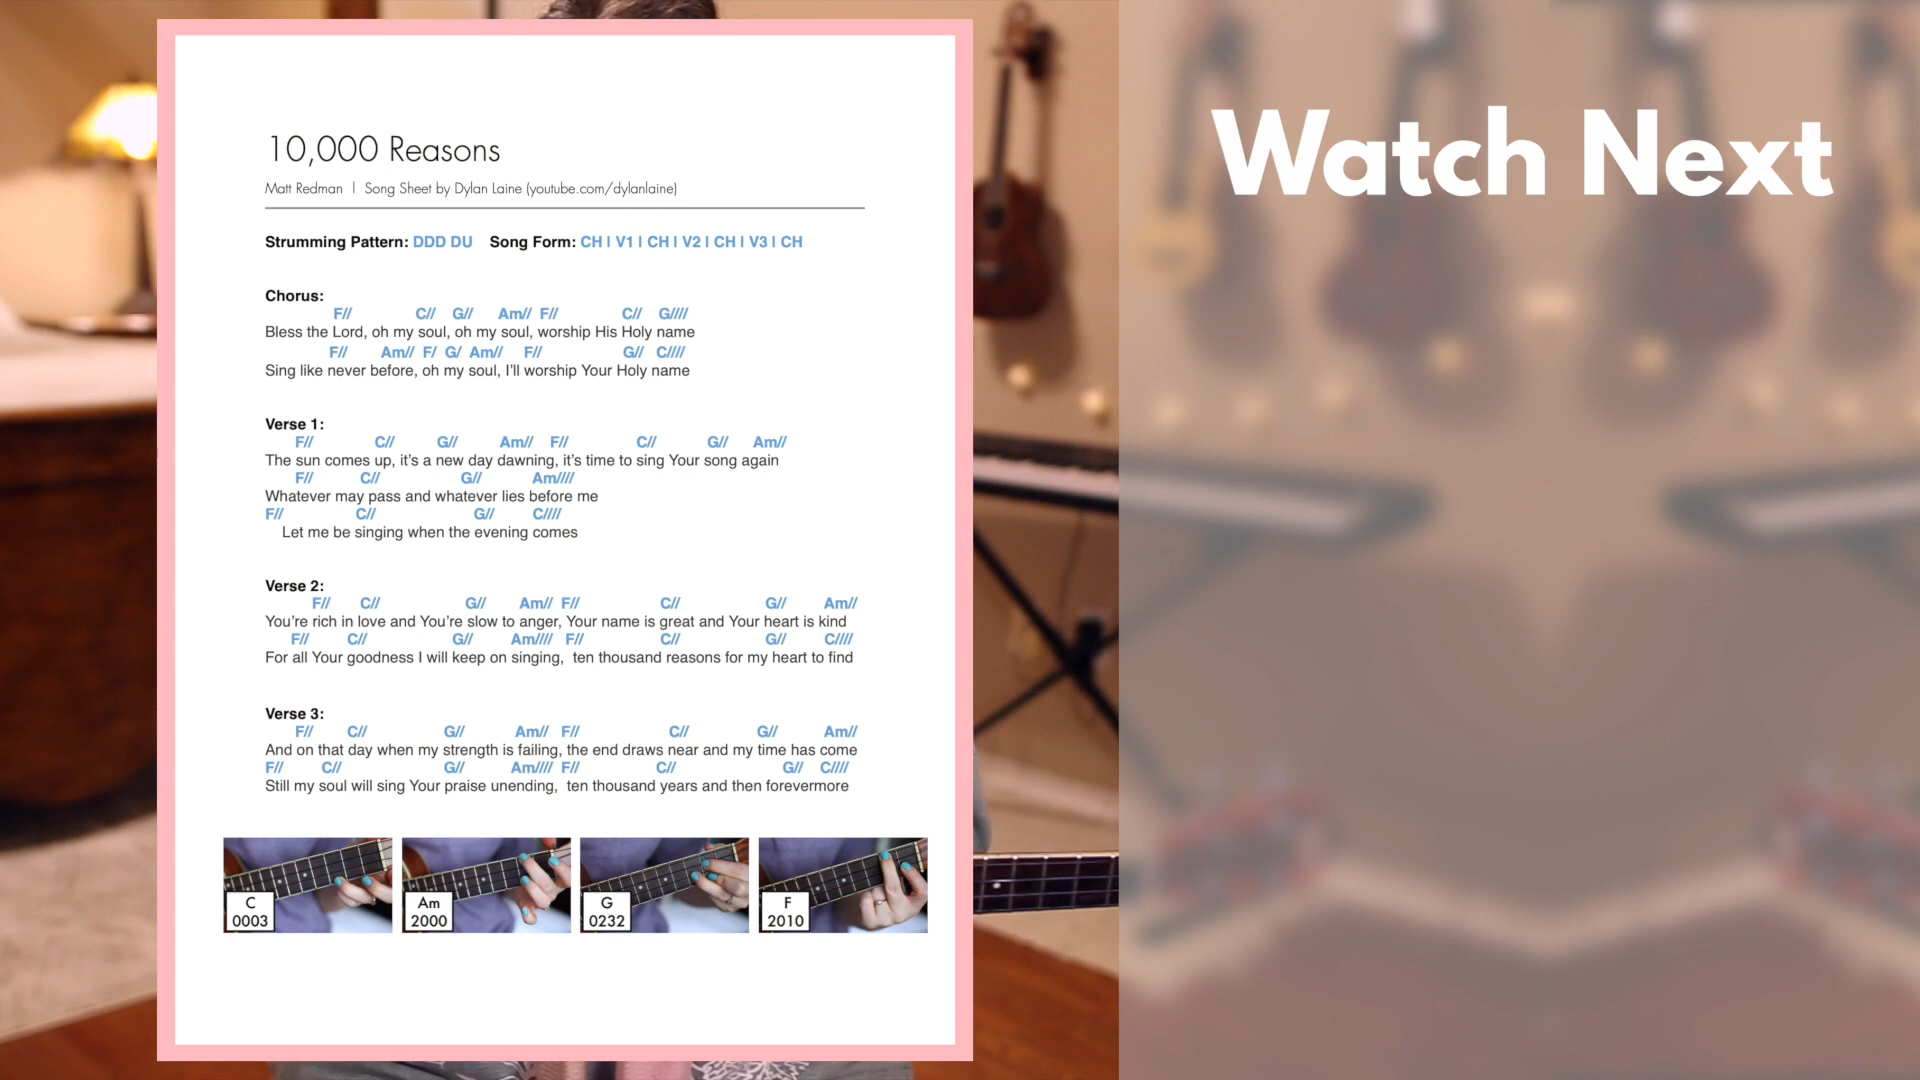 10,000 Reasons
Matt Redman | Song Sheet by Dylan Laine (youtube.com/dylanlaine)
Strumming Pattern: DDD DU Song Form: CH | V1 | CH | V2 | CH | V3 | CH
Chorus:
F// C// G// Am// F// C// G////
Bless the Lord, oh my soul, oh my soul, worship His Holy name
F// Am// F/ G/ Am// F// G// C////
Sing like never before, oh my soul, I'll worship Your Holy name
Verse 1:
F// C// G// Am// F// C// G// Am//
The sun comes up, it's a new day dawning, it's time to sing Your song again
F// C// G// Am////
Whatever may pass and whatever lies before me
F// C// G// C////
Let me be singing when the evening comes
Verse 2:
F// C// G// Am// F// C// G// Am//
You're rich in love and You're slow to anger, Your name is great and Your heart is kind
F// C// G// Am//// F// C// G// C////
For all Your goodness I will keep on singing, ten thousand reasons for my heart to find
Verse 3:
F// C// G// Am// F// C// G// Am//
And on that day when my strength is failing, the end draws near and my time has come
F// C// G// Am//// F// C// G// C////
Still my soul will sing Your praise unending, ten thousand years and then forevermore
C
0003
Am
2000
G
0232
F
2010
Watch Next